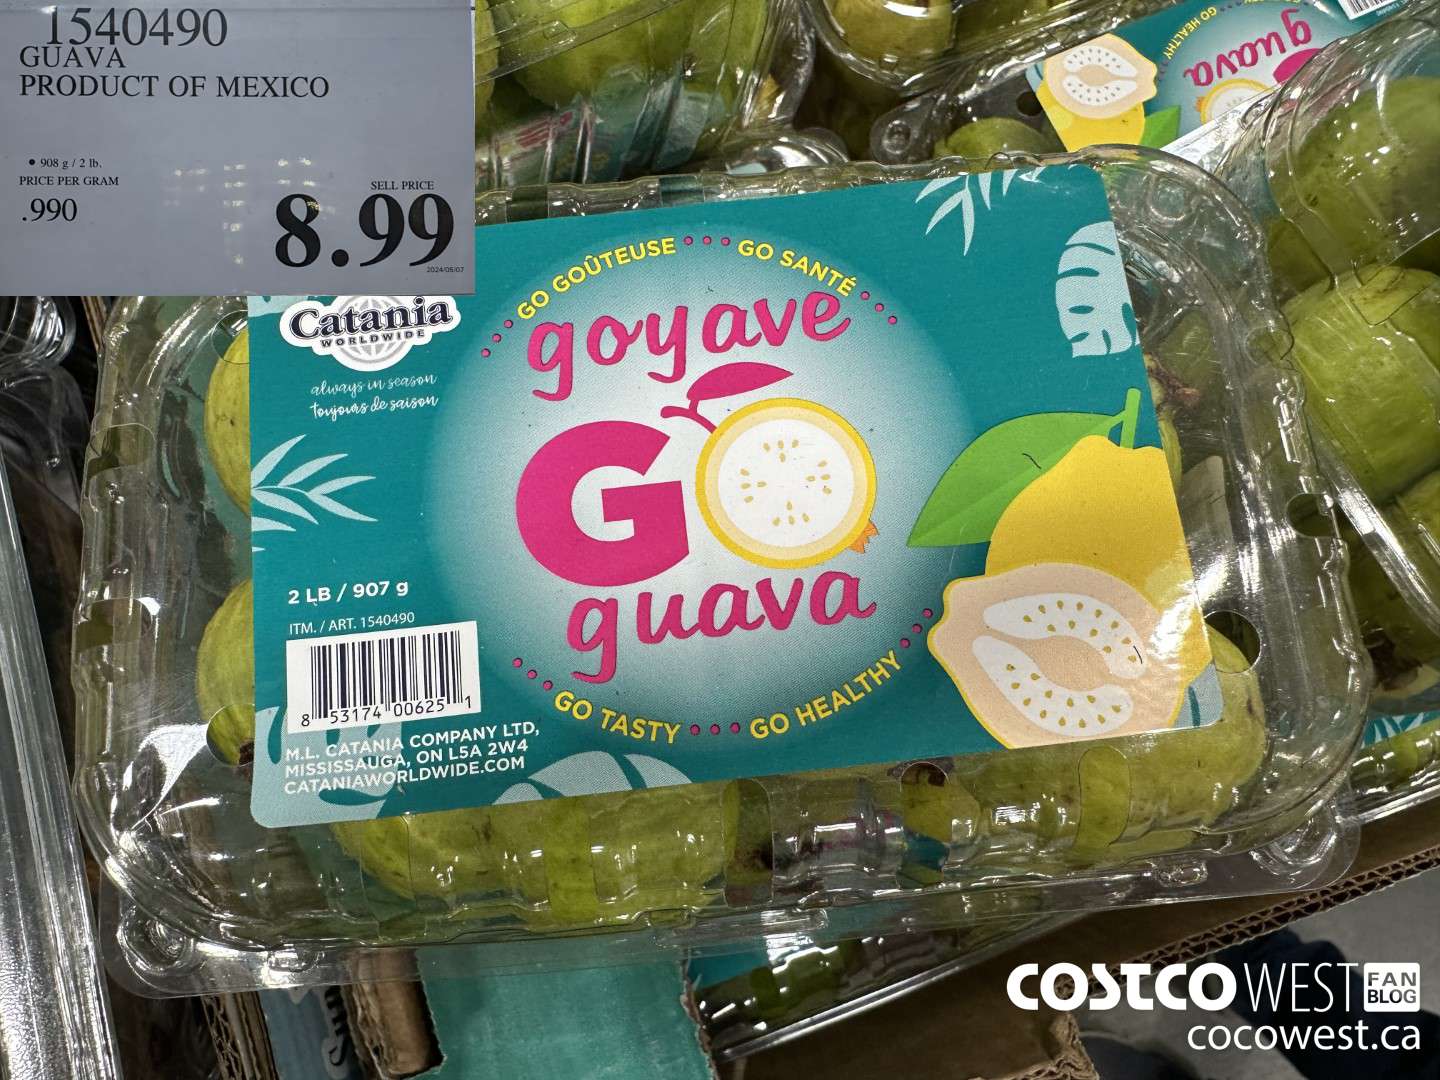 1540490
GUAVA
PRODUCT OF MEXICO
• 908 g / 2 lb.
PRICE PER GRAM
.990
SELL PRICE
8.99
2024/05/07
Catania
WORLDWIDE
always in season
toujours de saison
GO GOÛTEUSE ••• GO SANTÉ
goyave
GO
guava
GO TASTY ••• GO HEALTHY
2 LB / 907 g
ITM. / ART. 1540490
8 53174 00625 1
M.L. CATANIA COMPANY LTD,
MISSISSAUGA, ON L5A 2W4
CATANIAWORLDWIDE.COM
guava
GO HEALTHY
COSTCO WEST FAN BLOG
cocowest.ca